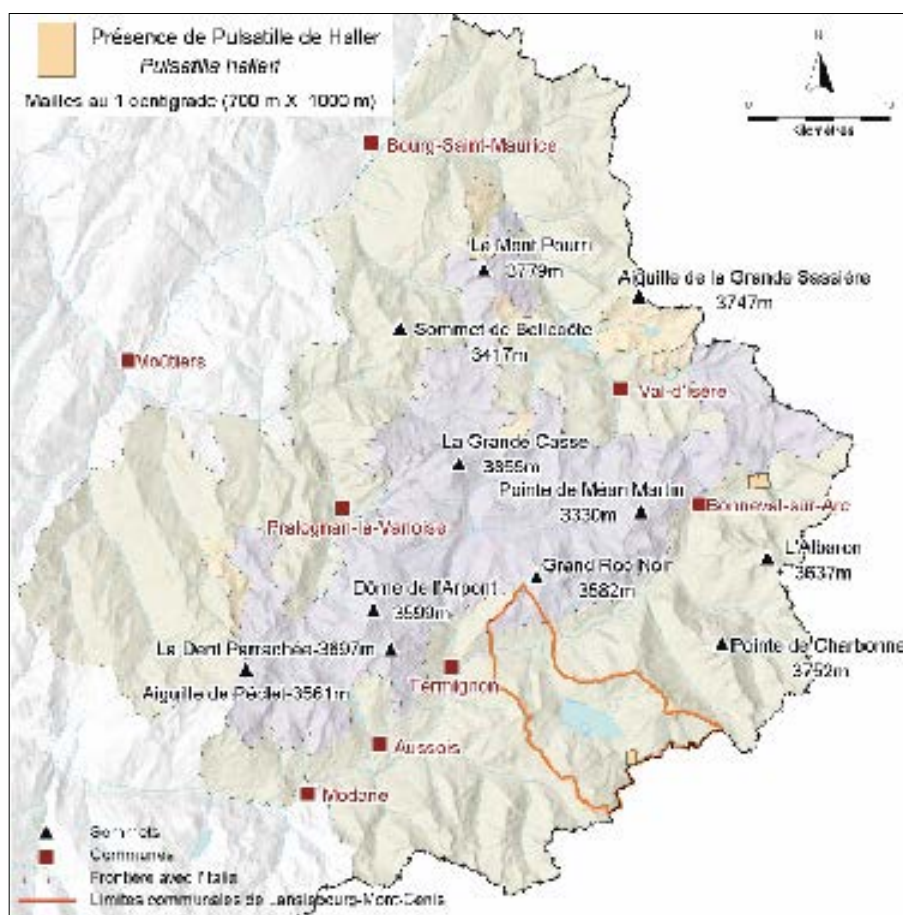 Présence de Pulsatille de Haller
Pulsatilla halleri
Mailles au 1 centigrade (700 m X 1000 m)
N
0
Kilomètres
Bourg-Saint-Maurice
Le Mont Pourri
3779m
Aiguille de la Grande Sassière
3747m
Sommet de Bellecôte
3417m
Moûtiers
Val-d'Isère
La Grande Casse
3855m
Pointe de Méan Martin
3330m
Bonneval-sur-Arc
Pralognan-la-Vanoise
L'Albaron
3637m
Grand Roc Noir
3582m
Dôme de l'Arpont
3599m
La Dent Parrachée-3697m
Pointe de Charbonne
3752m
Termignon
Aiguille de Péclet-3561m
Aussois
Modane
Sommets
Communes
Frontière avec l'Italie
Limites communales de Lanslebourg-Mont-Cenis